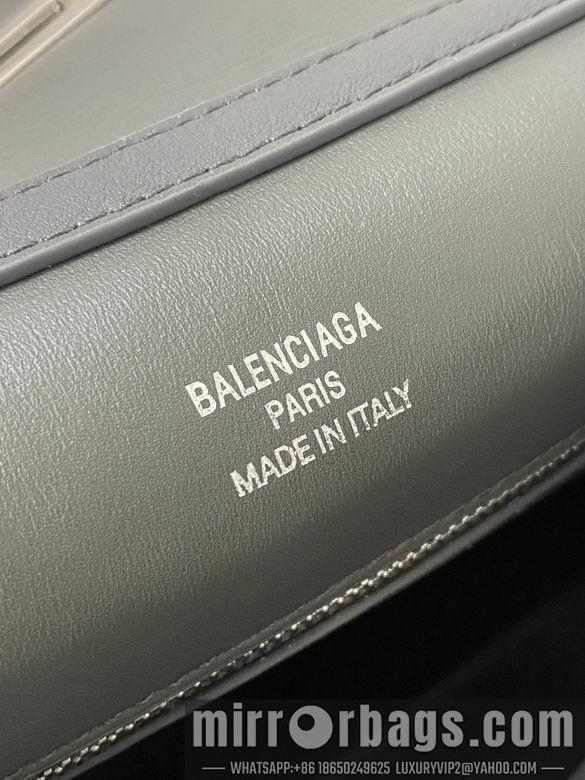 BALENCIAGA
PARIS
MADE IN ITALY
mirrorbags.com
WHATSAPP:+86 18650249625 LUXURYVIP2@YAHOO.COM